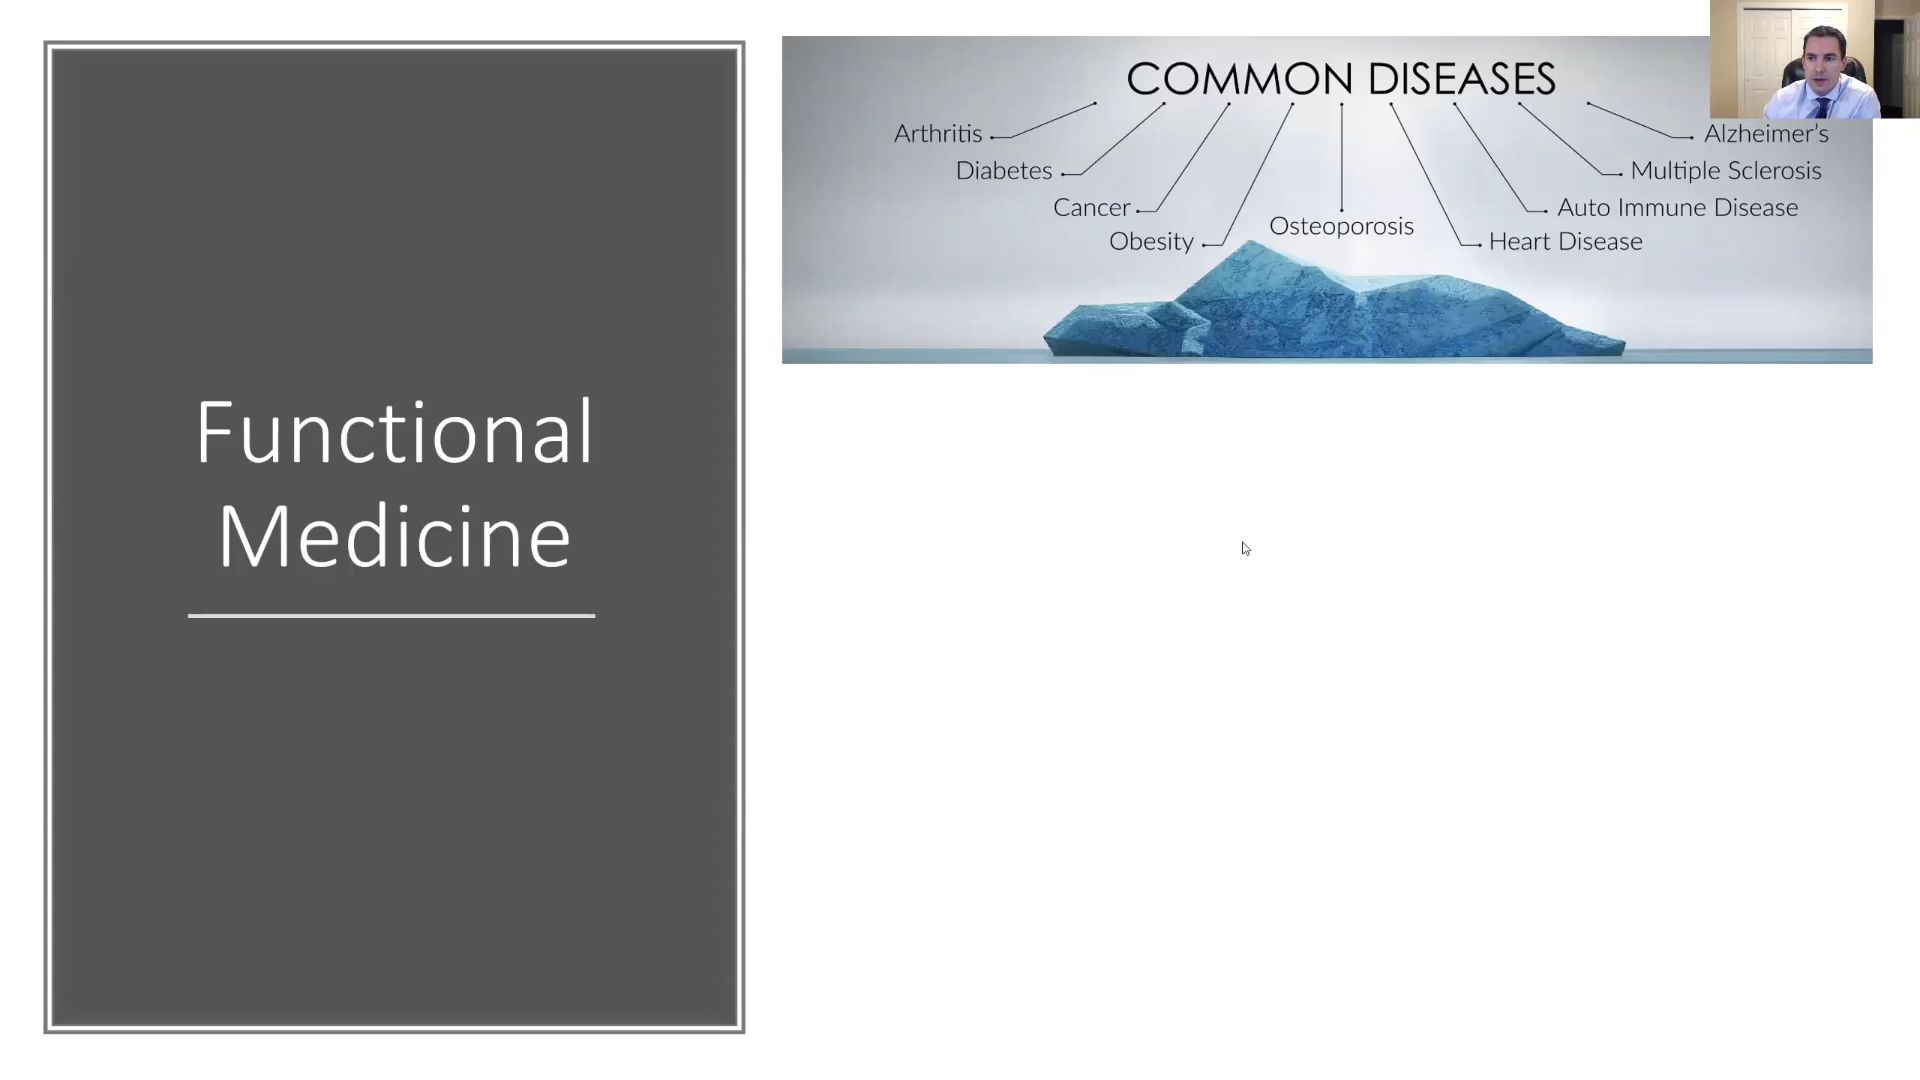 Functional
Medicine
COMMON DISEASES
Arthritis
Diabetes
Cancer
Obesity
Osteoporosis
Heart Disease
Auto Immune Disease
Multiple Sclerosis
Alzheimer's